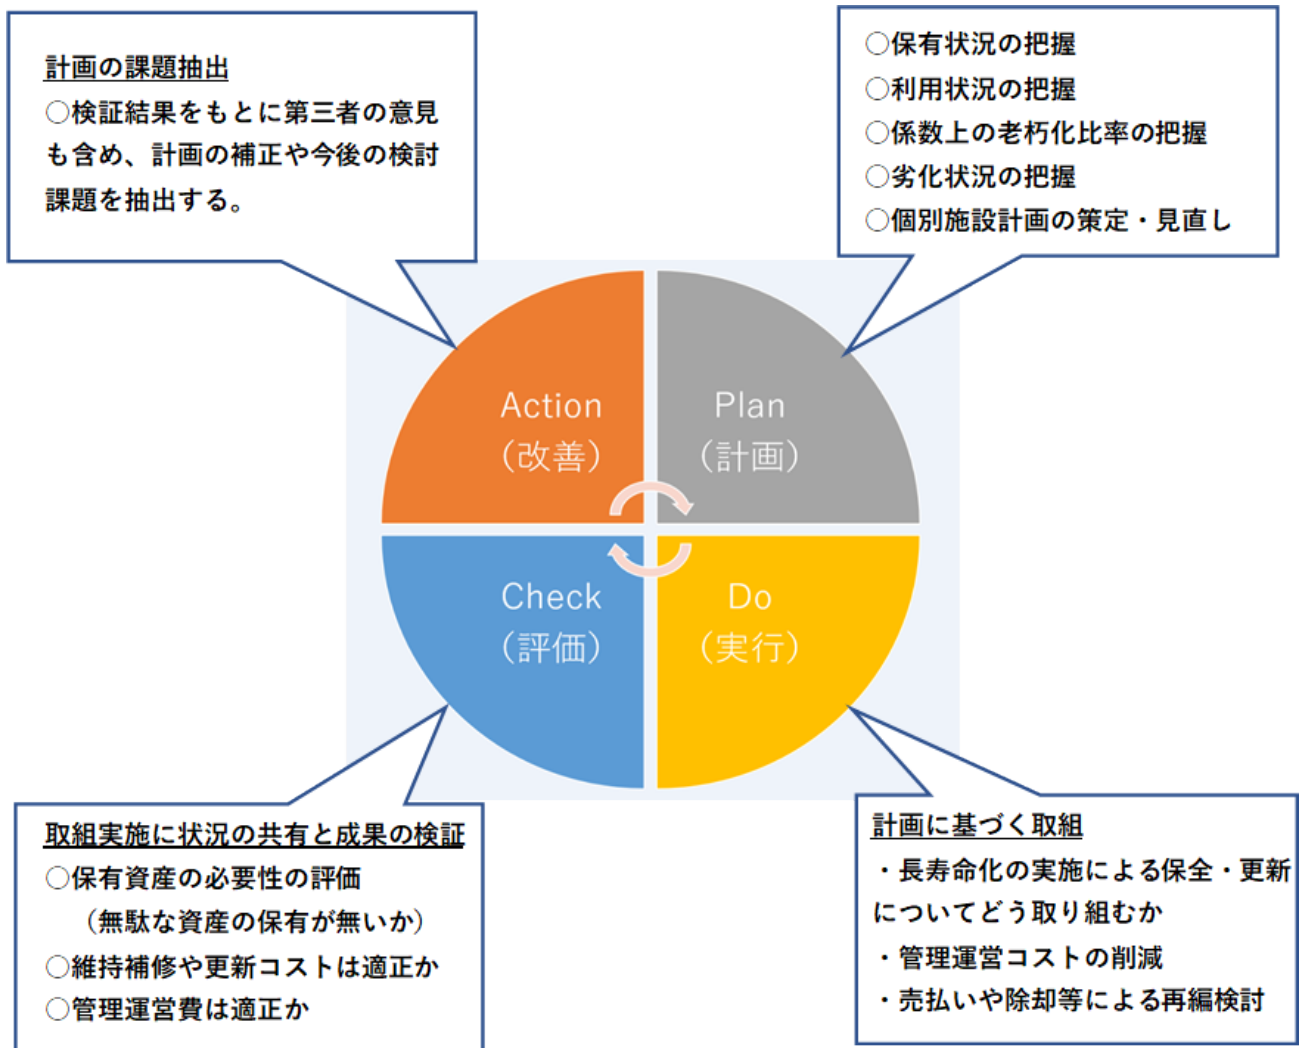 計画の課題抽出
○検証結果をもとに第三者の意見
も含め、計画の補正や今後の検討
課題を抽出する。
○保有状況の把握
○利用状況の把握
○係数上の老朽化比率の把握
○劣化状況の把握
○個別施設計画の策定・見直し
Action
（改善）
Plan
（計画）
Check
（評価）
Do
（実行）
取組実施に状況の共有と成果の検証
○保有資産の必要性の評価
（無駄な資産の保有が無いか）
○維持補修や更新コストは適正か
○管理運営費は適正か
計画に基づく取組
・長寿命化の実施による保全・更新
についてどう取り組むか
・管理運営コストの削減
・売払いや除却等による再編検討